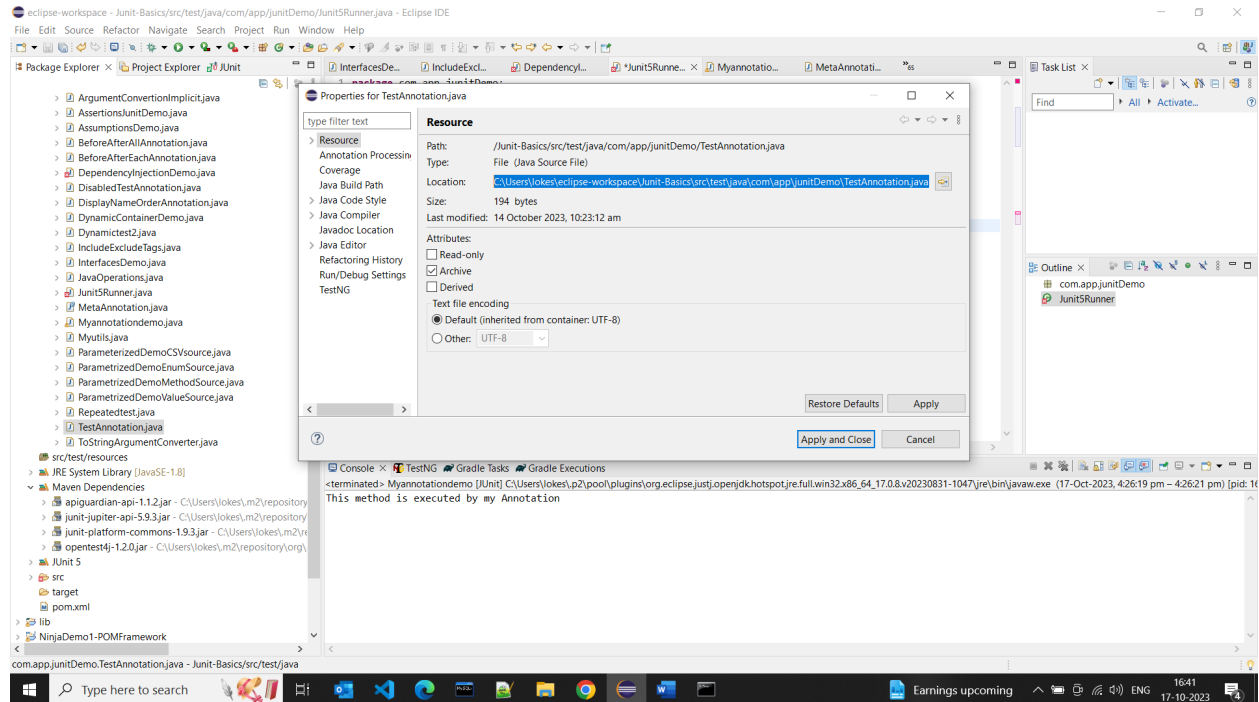 eclipse-workspace - Junit-Basics/src/test/java/com/app/junitDemo/Junit5Runner.java - Eclipse IDE
File Edit Source Refactor Navigate Search Project Run Window Help
Package Explorer Project Explorer JUnit
InterfacesDe... IncludeExcl... DependencyI... *Junit5Runne... Myannotatio... MetaAnnotati... »65
Task List
Find All Activate...
ArgumentConvertionImplicit.java
AssertionsJunitDemo.java
AssumptionsDemo.java
BeforeAfterAllAnnotation.java
BeforeAfterEachAnnotation.java
DependencyInjectionDemo.java
DisabledTestAnnotation.java
DisplayNameOrderAnnotation.java
DynamicContainerDemo.java
Dynamictest2.java
IncludeExcludeTags.java
InterfacesDemo.java
JavaOperations.java
Junit5Runner.java
MetaAnnotation.java
Myannotationdemo.java
Myutils.java
ParameterizedDemoCSVsource.java
ParametrizedDemoEnumSource.java
ParametrizedDemoMethodSource.java
ParametrizedDemoValueSource.java
Repeatedtest.java
TestAnnotation.java
ToStringArgumentConverter.java
src/test/resources
JRE System Library [JavaSE-1.8]
Maven Dependencies
apiguardian-api-1.1.2.jar - C:\Users\lokes\.m2\repository
junit-jupiter-api-5.9.3.jar - C:\Users\lokes\.m2\repository
junit-platform-commons-1.9.3.jar - C:\Users\lokes\.m2\re
opentest4j-1.2.0.jar - C:\Users\lokes\.m2\repository\org\
JUnit 5
src
target
pom.xml
lib
NinjaDemo1-POMFramework
Properties for TestAnnotation.java
type filter text
Resource
Annotation Processin
Coverage
Java Build Path
Java Code Style
Java Compiler
Javadoc Location
Java Editor
Refactoring History
Run/Debug Settings
TestNG
Resource
Path: /Junit-Basics/src/test/java/com/app/junitDemo/TestAnnotation.java
Type: File (Java Source File)
Location: C:\Users\lokes\eclipse-workspace\Junit-Basics\src\test\java\com\app\junitDemo\TestAnnotation.java
Size: 194 bytes
Last modified: 14 October 2023, 10:23:12 am
Attributes:
Read-only
Archive
Derived
Text file encoding
Default (inherited from container: UTF-8)
Other: UTF-8
Restore Defaults Apply
Apply and Close Cancel
Outline
com.app.junitDemo
Junit5Runner
Console TestNG Gradle Tasks Gradle Executions
<terminated> Myannotationdemo [JUnit] C:\Users\lokes\.p2\pool\plugins\org.eclipse.justj.openjdk.hotspot.jre.full.win32.x86_64_17.0.8.v20230831-1047\jre\bin\javaw.exe (17-Oct-2023, 4:26:19 pm – 4:26:21 pm) [pid: 16
This method is executed by my Annotation
com.app.junitDemo.TestAnnotation.java - Junit-Basics/src/test/java
Type here to search
Earnings upcoming
ENG
16:41
17-10-2023
4